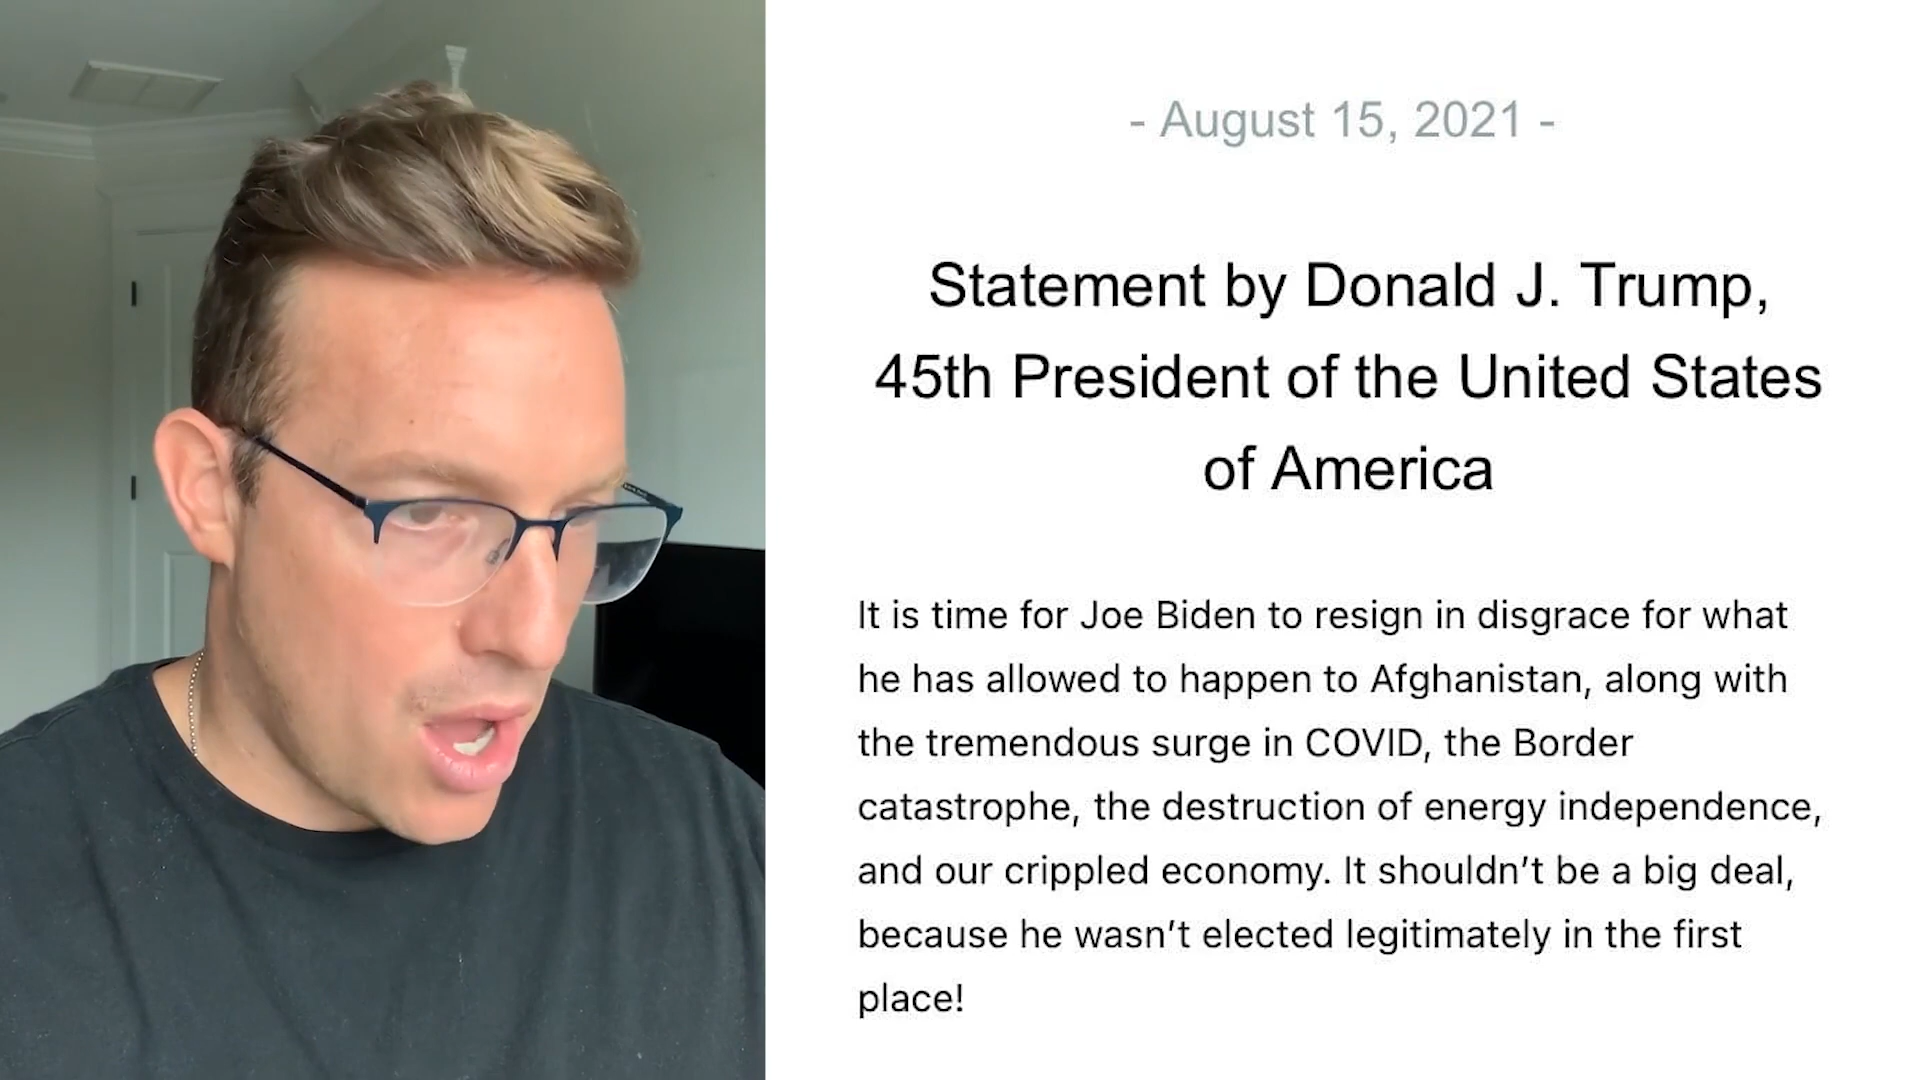 - August 15, 2021 -
Statement by Donald J. Trump,
45th President of the United States
of America
It is time for Joe Biden to resign in disgrace for what
he has allowed to happen to Afghanistan, along with
the tremendous surge in COVID, the Border
catastrophe, the destruction of energy independence,
and our crippled economy. It shouldn’t be a big deal,
because he wasn’t elected legitimately in the first
place!